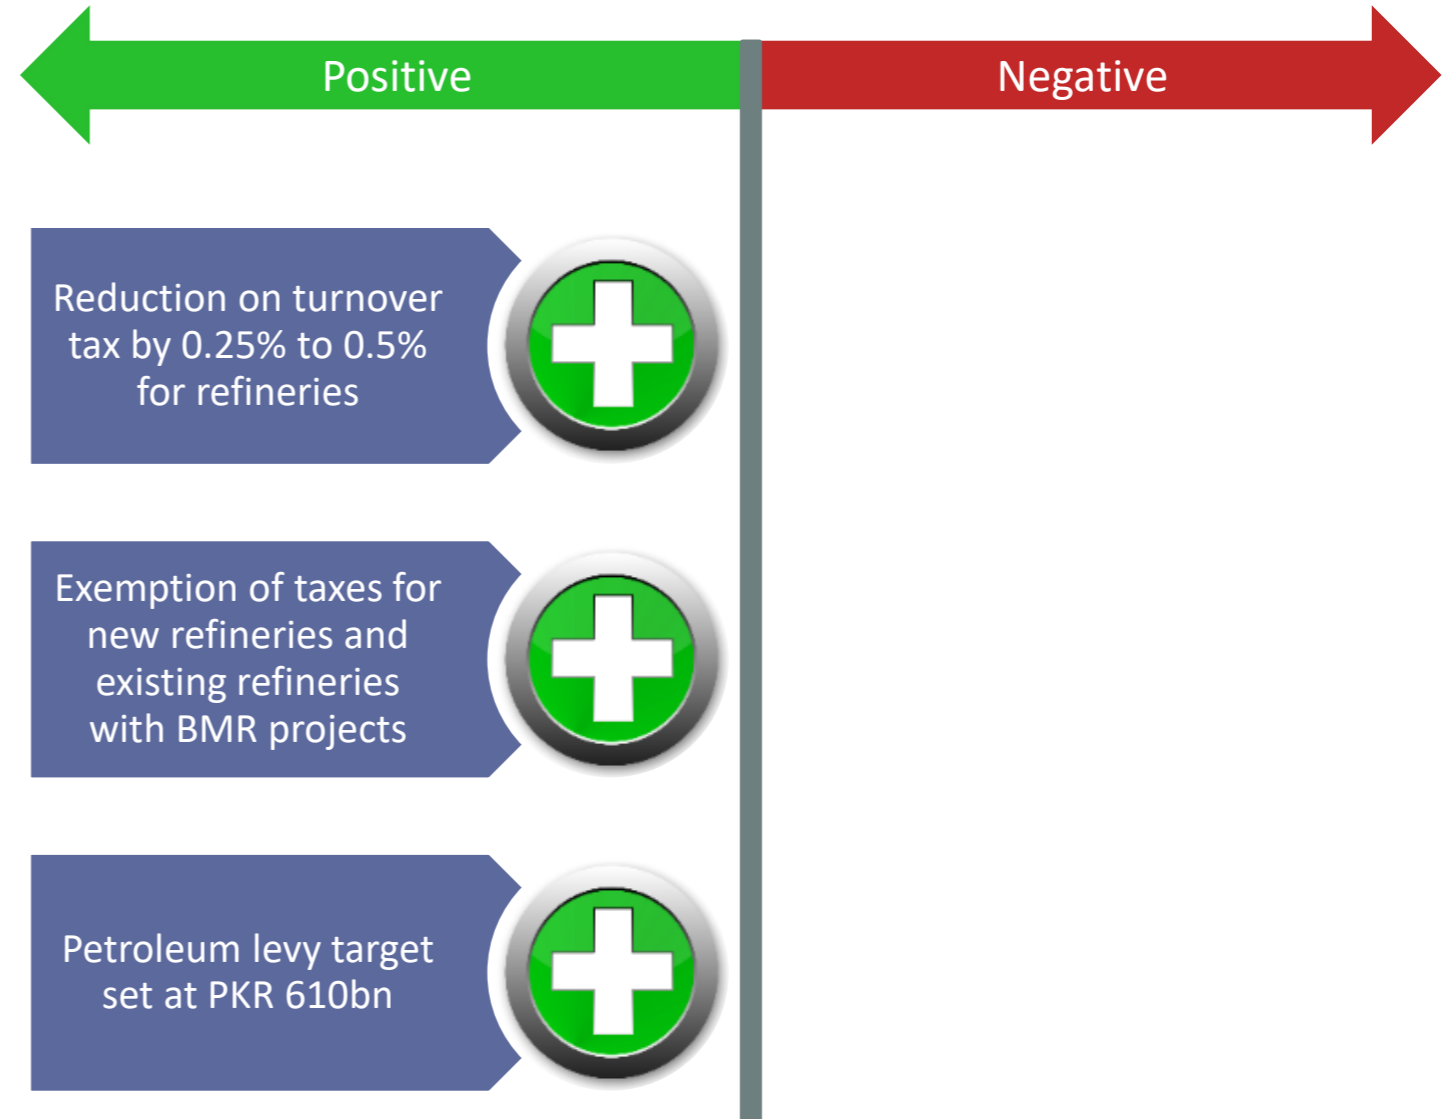 Positive
Negative
Reduction on turnover
tax by 0.25% to 0.5%
for refineries
Exemption of taxes for
new refineries and
existing refineries
with BMR projects
Petroleum levy target
set at PKR 610bn